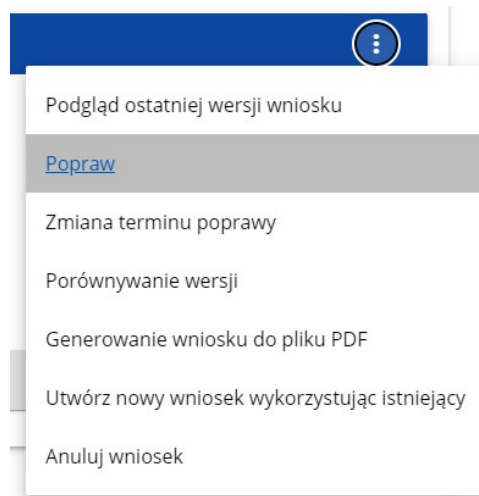 Podgląd ostatniej wersji wniosku
Popraw
Zmiana terminu poprawy
Porównywanie wersji
Generowanie wniosku do pliku PDF
Utwórz nowy wniosek wykorzystując istniejący
Anuluj wniosek